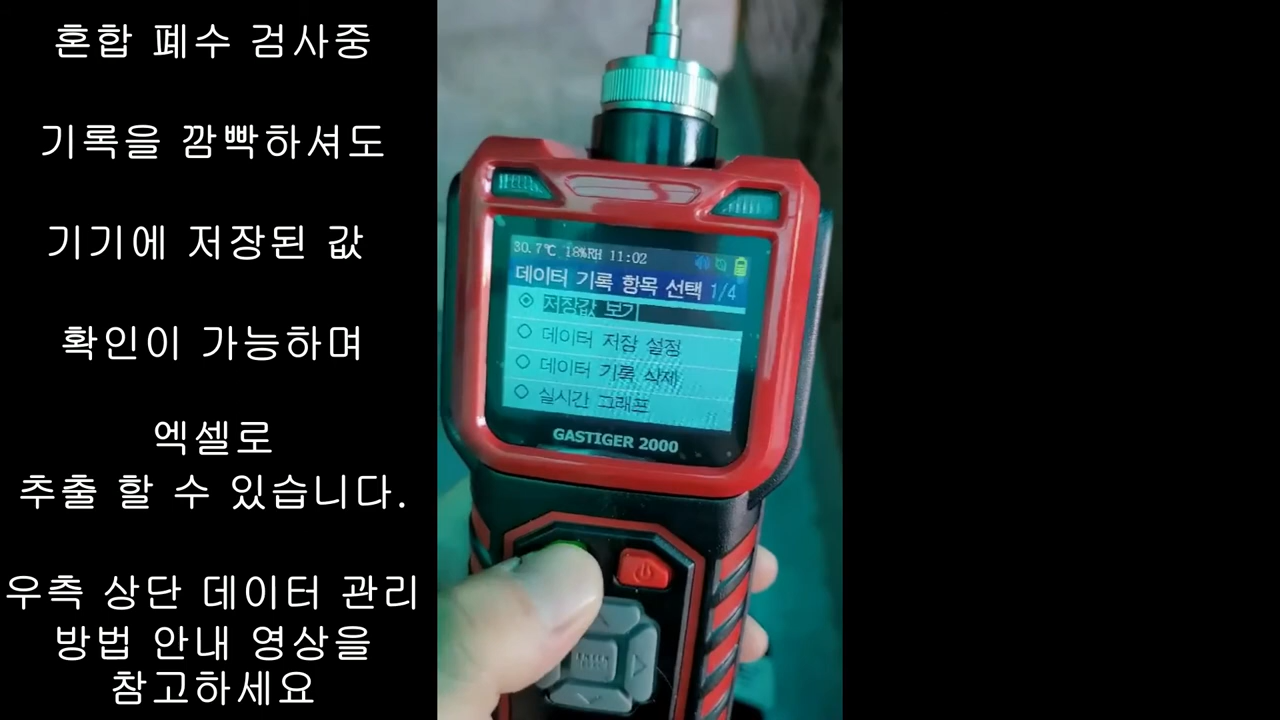 혼합 폐수 검사중
기록을 깜빡하셔도
기기에 저장된 값
확인이 가능하며
엑셀로
추출 할 수 있습니다.
우측 상단 데이터 관리
방법 안내 영상을
참고하세요
30.7℃ 18%RH 11:02
데이터 기록 항목 선택 1/4
저장값 보기
데이터 저장 설정
데이터 기록 삭제
실시간 그래프
GASTIGER 2000